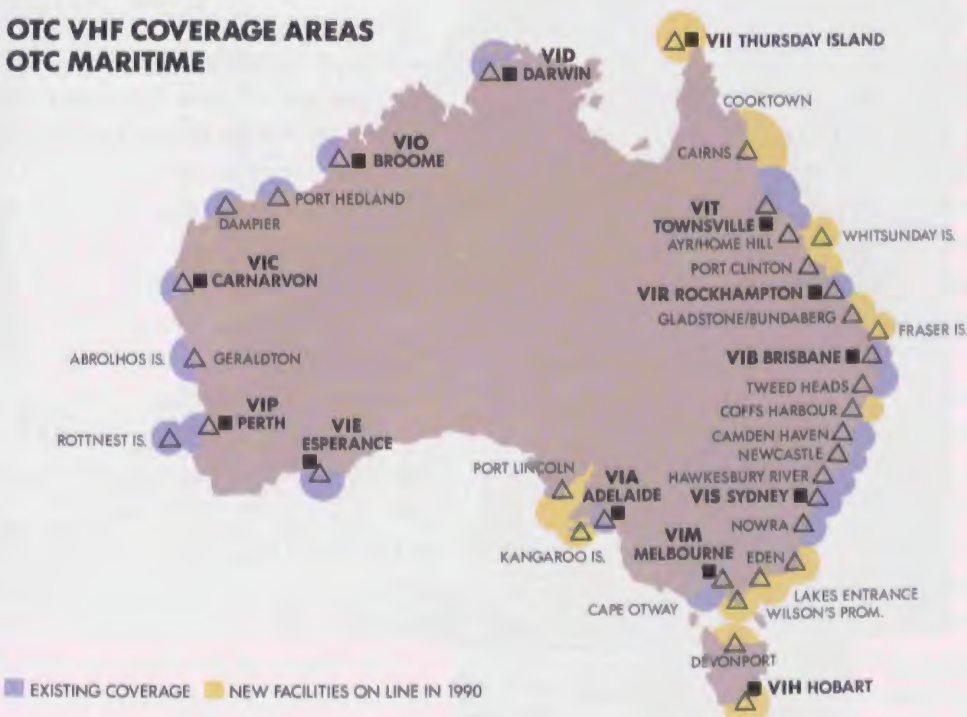 OTC VHF COVERAGE AREAS
OTC MARITIME
VII THURSDAY ISLAND
VID
DARWIN
COOKTOWN
CAIRNS
VIO
BROOME
PORT HEDLAND
DAMPIER
VIT
TOWNSVILLE
AYR/HOME HILL
WHITSUNDAY IS.
VIC
CARNARVON
PORT CLINTON
VIR ROCKHAMPTON
GLADSTONE/BUNDABERG
FRASER IS.
ABROLHOS IS.
GERALDTON
VIB BRISBANE
TWEED HEADS
COFFS HARBOUR
VIP
PERTH
ROTTNEST IS.
VIE
ESPERANCE
CAMDEN HAVEN
NEWCASTLE
HAWKESBURY RIVER
PORT LINCOLN
VIA
ADELAIDE
VIS SYDNEY
NOWRA
KANGAROO IS.
VIM
MELBOURNE
EDEN
LAKES ENTRANCE
CAPE OTWAY
WILSON'S PROM.
DEVONPORT
VIH HOBART
EXISTING COVERAGE
NEW FACILITIES ON LINE IN 1990